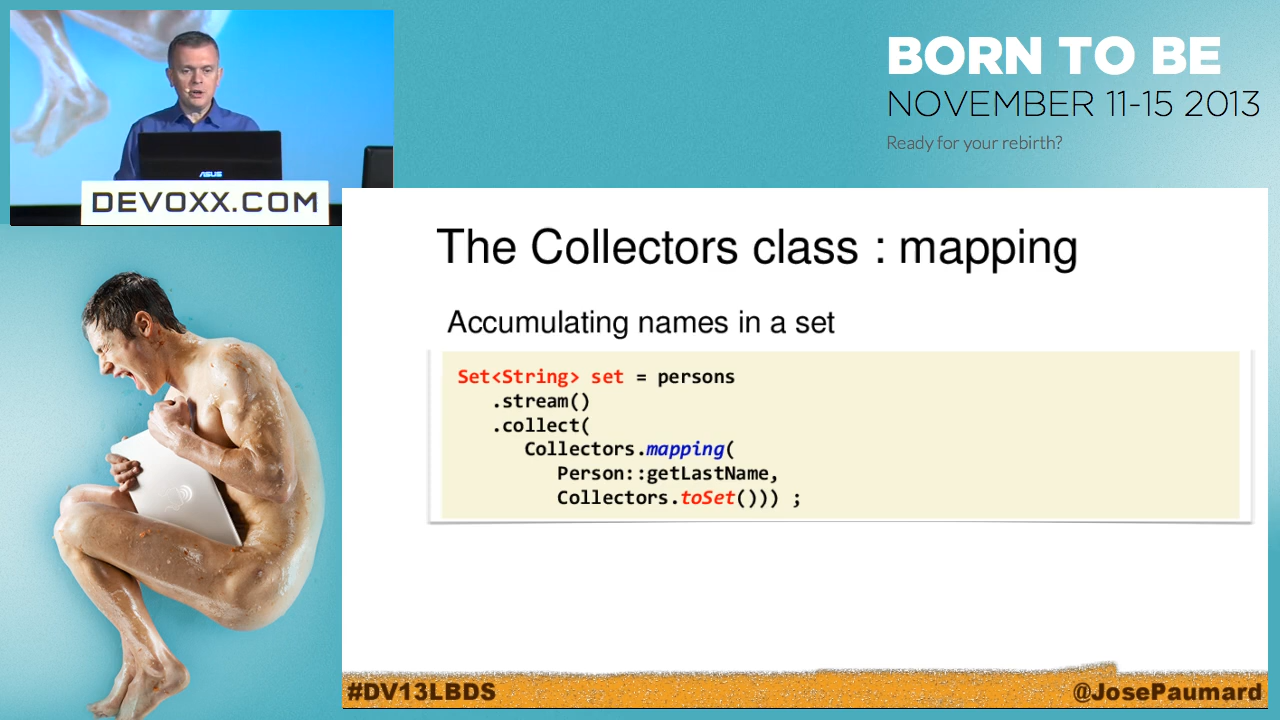 BORN TO BE
NOVEMBER 11-15 2013
Ready for your rebirth?
ASUS
DEVOXX.COM
The Collectors class : mapping
Accumulating names in a set
Set<String> set = persons
.stream()
.collect(
Collectors.mapping(
Person::getLastName,
Collectors.toSet())) ;
#DV13LBDS
@JosePaumard